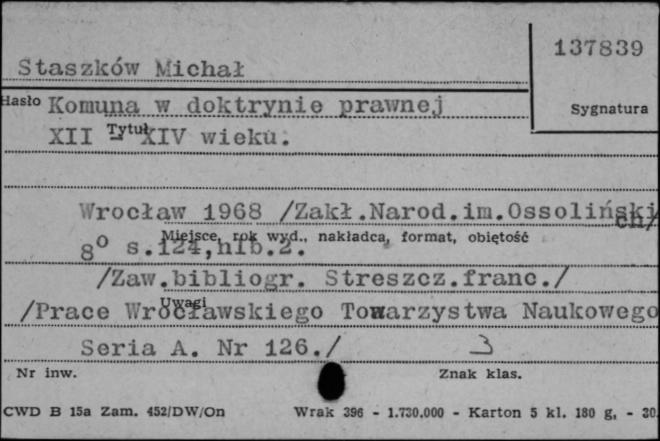 137839
Staszków Michał
Hasło Komuna w doktrynie prawnej
Sygnatura
Tytuł
XII - XIV wieku.
Wrocław 1968 /Zakł.Narod.im.Ossolińskich/
Miejsce, rok wyd., nakładca, format, objętość
8° s.124,nlb.2.
/Zaw.bibliogr. Streszcz.franc./
Uwagi
/Prace Wrocławskiego Towarzystwa Naukowego
Seria A. Nr 126./ 3
Nr inw. Znak klas.
CWD B 15a Zam. 452/DW/On Wrak 396 - 1.730.000 - Karton 5 kl. 180 g, - 30.